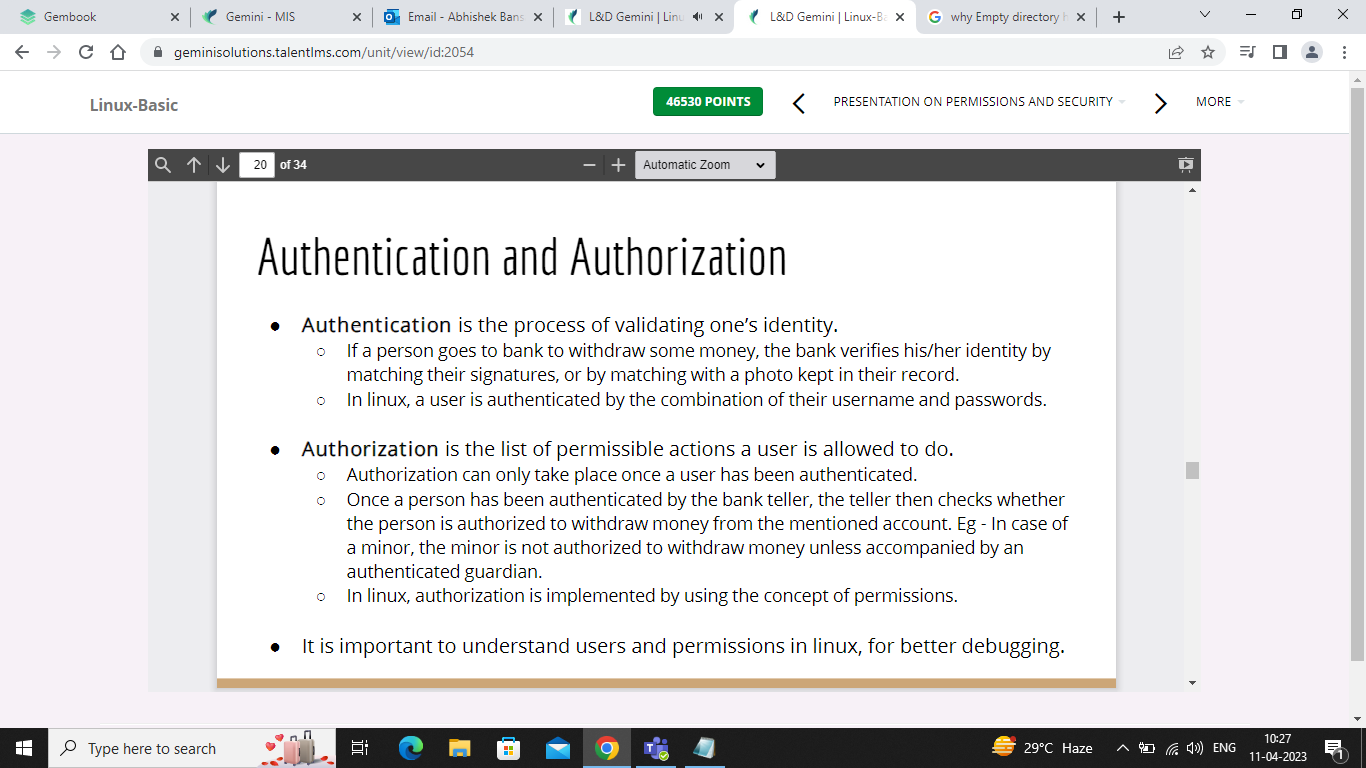 Gembook
Gemini - MIS
Email - Abhishek Bans
L&D Gemini | Linu
L&D Gemini | Linux-Ba
why Empty directory h
geminisolutions.talentlms.com/unit/view/id:2054
Linux-Basic
46530 POINTS
PRESENTATION ON PERMISSIONS AND SECURITY
MORE
20 of 34
Automatic Zoom
Authentication and Authorization
● Authentication is the process of validating one’s identity.
○ If a person goes to bank to withdraw some money, the bank verifies his/her identity by
matching their signatures, or by matching with a photo kept in their record.
○ In linux, a user is authenticated by the combination of their username and passwords.
● Authorization is the list of permissible actions a user is allowed to do.
○ Authorization can only take place once a user has been authenticated.
○ Once a person has been authenticated by the bank teller, the teller then checks whether
the person is authorized to withdraw money from the mentioned account. Eg - In case of
a minor, the minor is not authorized to withdraw money unless accompanied by an
authenticated guardian.
○ In linux, authorization is implemented by using the concept of permissions.
● It is important to understand users and permissions in linux, for better debugging.
Type here to search
29°C Haze
ENG
10:27
11-04-2023
1